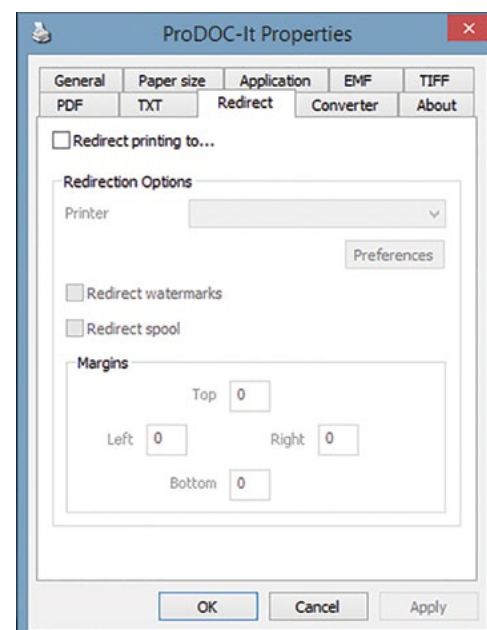 ProDOC-It Properties
General Paper size Application EMF TIFF
PDF TXT Redirect Converter About
Redirect printing to...
Redirection Options
Printer
Preferences
Redirect watermarks
Redirect spool
Margins
Top 0
Left 0 Right 0
Bottom 0
OK Cancel Apply